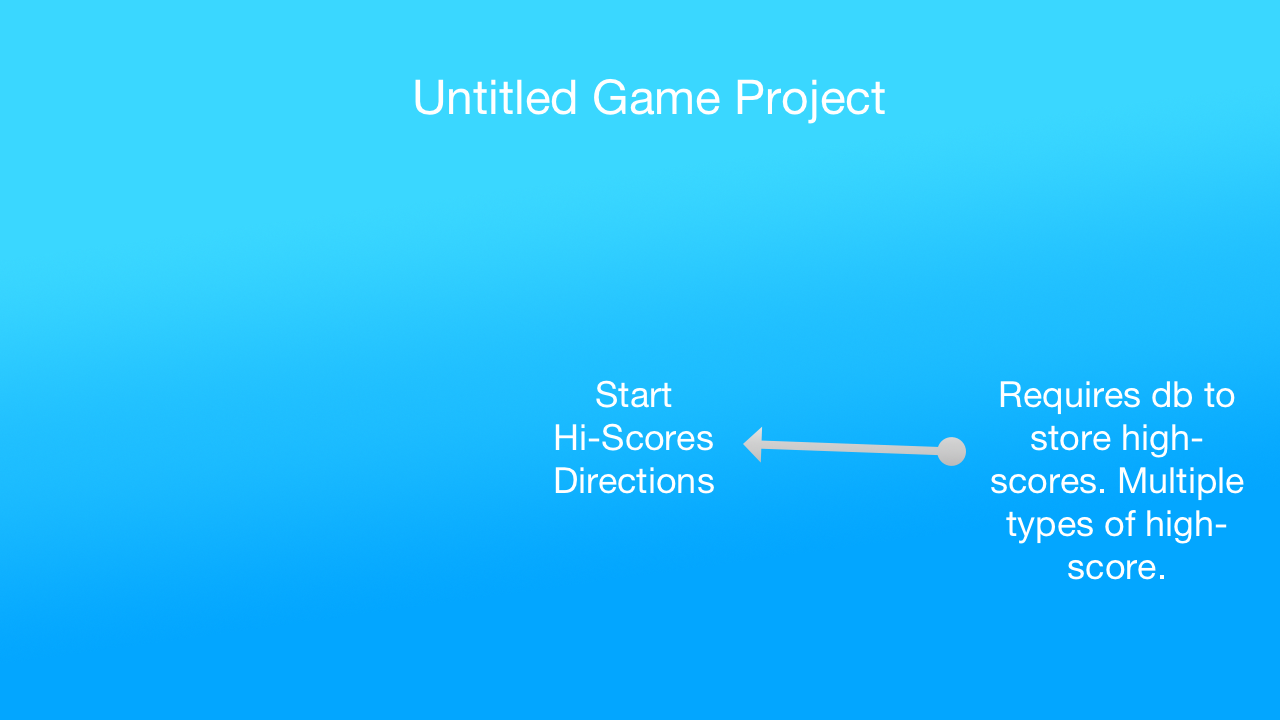 Untitled Game Project
Start
Hi-Scores
Directions
Requires db to
store high-
scores. Multiple
types of high-
score.